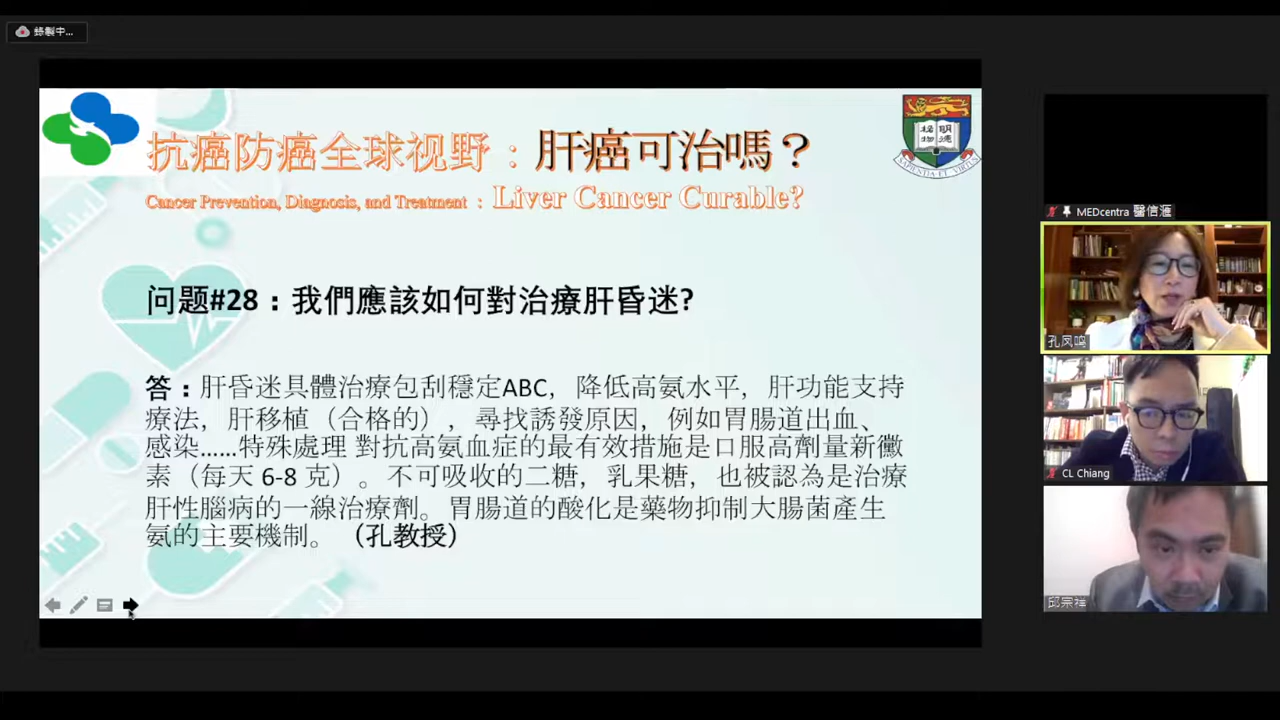 錄製中...
抗癌防癌全球视野：肝癌可治嗎？
Cancer Prevention, Diagnosis, and Treatment : Liver Cancer Curable?
问题#28：我們應該如何對治療肝昏迷?
答：肝昏迷具體治療包刮穩定ABC，降低高氨水平，肝功能支持
療法，肝移植（合格的），尋找誘發原因，例如胃腸道出血、
感染......特殊處理 對抗高氨血症的最有效措施是口服高劑量新黴
素（每天 6-8 克）。不可吸收的二糖，乳果糖，也被認為是治療
肝性腦病的一線治療劑。胃腸道的酸化是藥物抑制大腸菌產生
氨的主要機制。（孔教授）
明德
格物
SAPIENTIA ET VIRTUS
MEDcentra 醫信滙
孔凤鸣
CL Chiang
邱宗祥